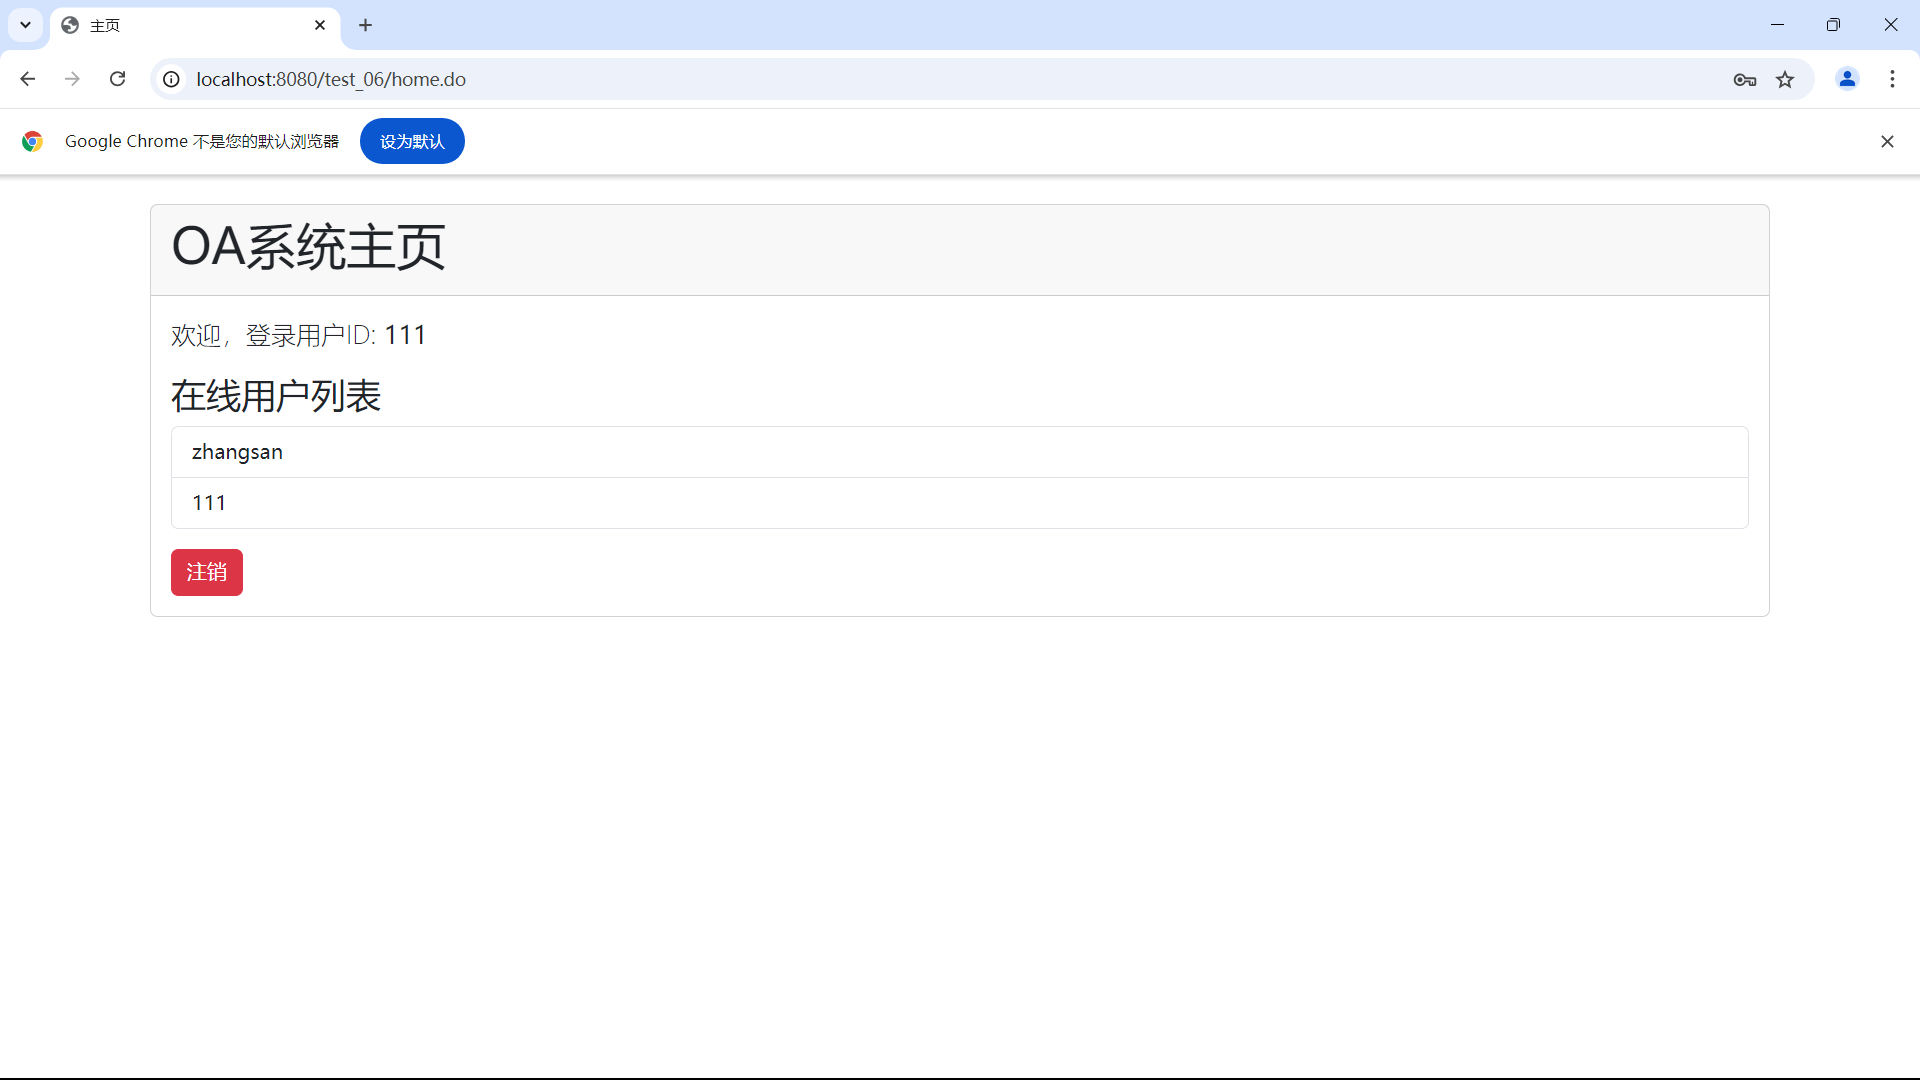 主页
localhost:8080/test_06/home.do
Google Chrome 不是您的默认浏览器 设为默认
OA系统主页
欢迎，登录用户ID: 111
在线用户列表
zhangsan
111
注销